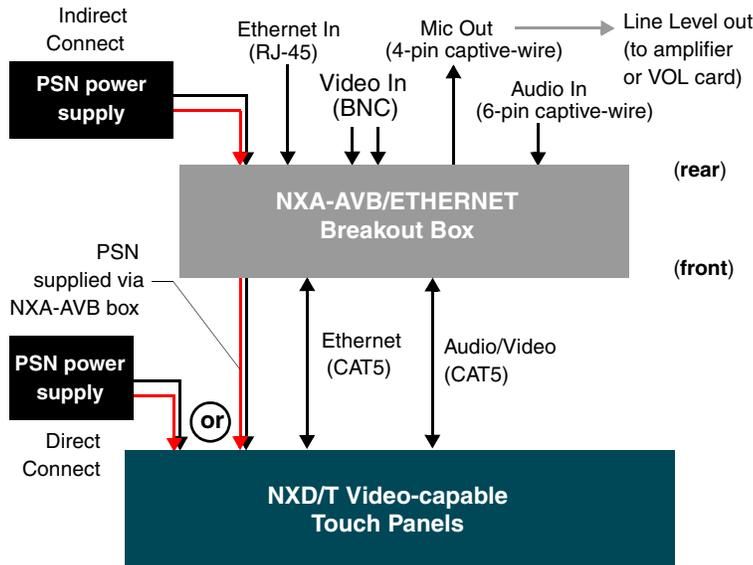 Indirect
Connect
PSN power
supply
Ethernet In
(RJ-45)
Video In
(BNC)
Mic Out
(4-pin captive-wire)
Line Level out
(to amplifier
or VOL card)
Audio In
(6-pin captive-wire)
(rear)
NXA-AVB/ETHERNET
Breakout Box
(front)
PSN
supplied via
NXA-AVB box
Ethernet
(CAT5)
Audio/Video
(CAT5)
PSN power
supply
or
Direct
Connect
NXD/T Video-capable
Touch Panels